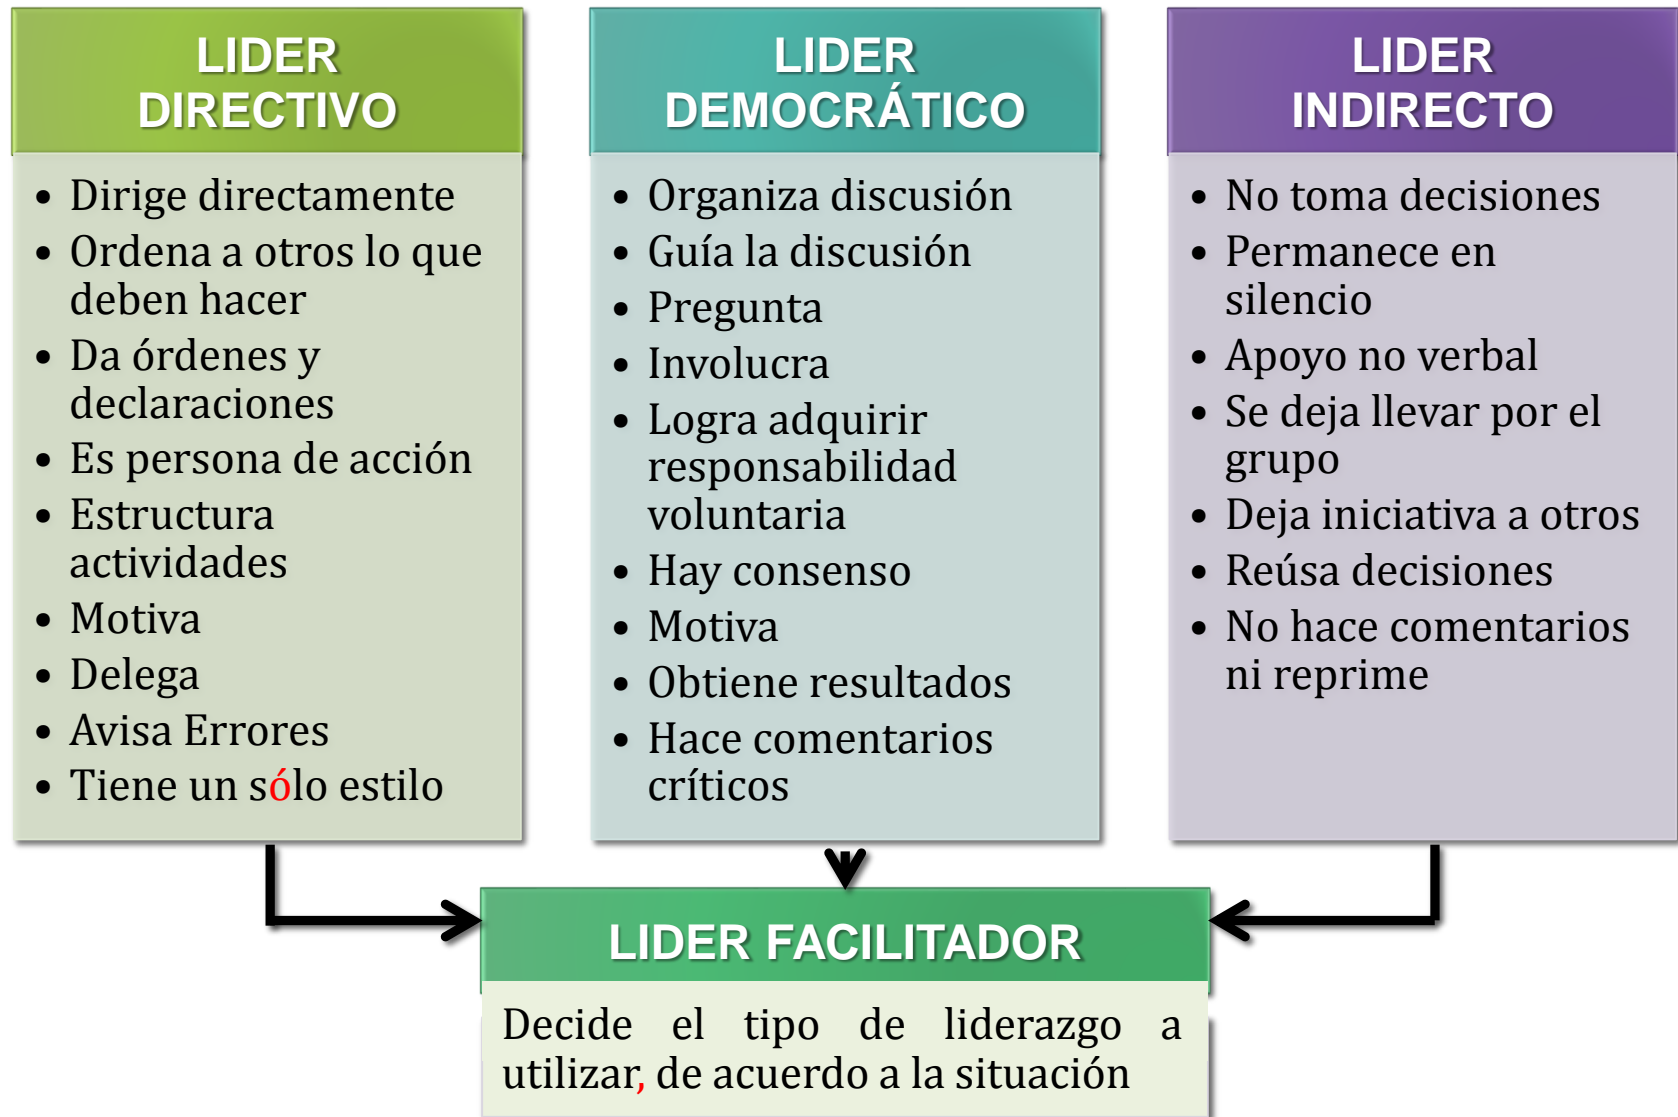 LIDER
DIRECTIVO
• Dirige directamente
• Ordena a otros lo que
deben hacer
• Da órdenes y
declaraciones
• Es persona de acción
• Estructura
actividades
• Motiva
• Delega
• Avisa Errores
• Tiene un sólo estilo
LIDER
DEMOCRÁTICO
• Organiza discusión
• Guía la discusión
• Pregunta
• Involucra
• Logra adquirir
responsabilidad
voluntaria
• Hay consenso
• Motiva
• Obtiene resultados
• Hace comentarios
críticos
LIDER
INDIRECTO
• No toma decisiones
• Permanece en
silencio
• Apoyo no verbal
• Se deja llevar por el
grupo
• Deja iniciativa a otros
• Reúsa decisiones
• No hace comentarios
ni reprime
LIDER FACILITADOR
Decide el tipo de liderazgo a
utilizar, de acuerdo a la situación